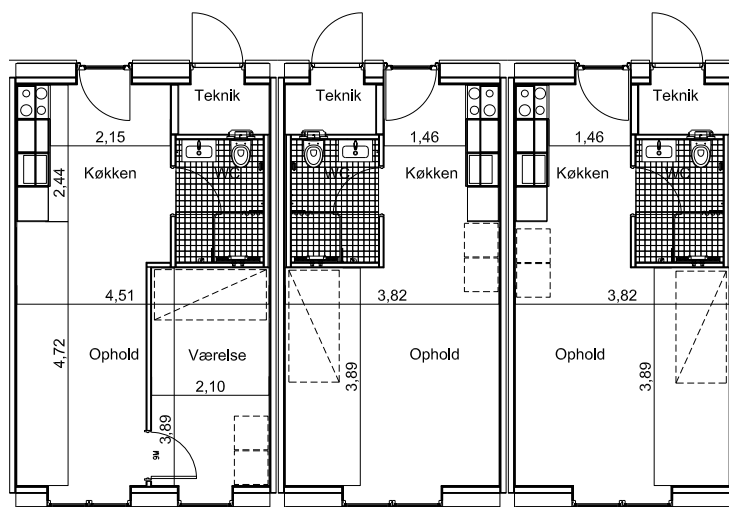 Teknik
2,15
Køkken
2,44
WC
4,51
4,72
Ophold
Værelse
2,10
3,89
M9
Teknik
1,46
WC
Køkken
3,82
Ophold
3,89
1,46
Teknik
Køkken
WC
3,82
Ophold
3,89